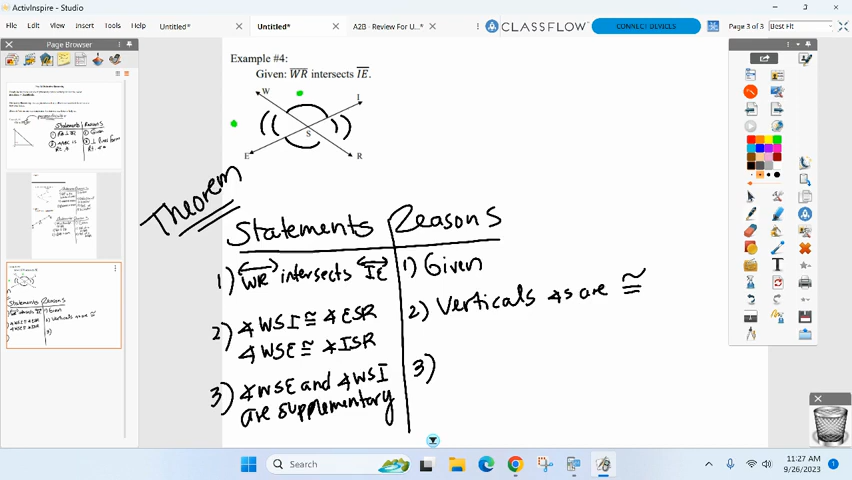 ActivInspire - Studio
File Edit View Insert Tools Help
Untitled* Untitled* A2B - Review For U...* CLASSFLOW CONNECT DEVICES Page 3 of 3 Best Fit
Page Browser
Example #4:
Given: WR intersects IE.
W
I
S
E
R
Theorem
Statements Reasons
1) WR intersects IE 1) Given
2) ∡WSI ≅ ∡ESR 2) Verticals ∡s are ≅
∡WSE ≅ ∡ISR
3) ∡WSE and ∡WSI 3)
are supplementary
Search
11:27 AM
9/26/2023